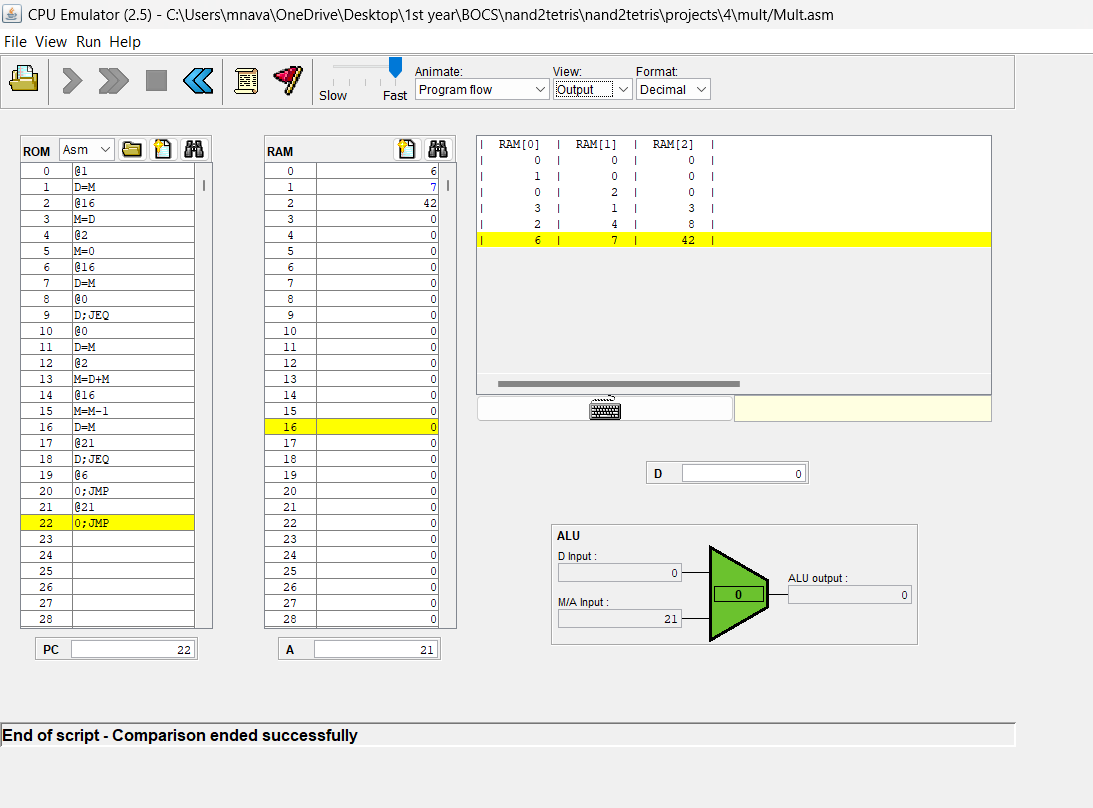 CPU Emulator (2.5) - C:\Users\mnava\OneDrive\Desktop\1st year\BOCS\nand2tetris\nand2tetris\projects\4\mult/Mult.asm
File View Run Help
Slow Fast
Animate: View: Format:
Program flow Output Decimal
ROM Asm
0 @1
1 D=M
2 @16
3 M=D
4 @2
5 M=0
6 @16
7 D=M
8 @0
9 D;JEQ
10 @0
11 D=M
12 @2
13 M=D+M
14 @16
15 M=M-1
16 D=M
17 @21
18 D;JEQ
19 @6
20 0;JMP
21 @21
22 0;JMP
23
24
25
26
27
28
PC 22
RAM
0 6
1 7
2 42
3 0
4 0
5 0
6 0
7 0
8 0
9 0
10 0
11 0
12 0
13 0
14 0
15 0
16 0
17 0
18 0
19 0
20 0
21 0
22 0
23 0
24 0
25 0
26 0
27 0
28 0
A 21
| RAM[0] | RAM[1] | RAM[2] |
| 0 | 0 | 0 |
| 1 | 0 | 0 |
| 0 | 2 | 0 |
| 3 | 1 | 3 |
| 2 | 4 | 8 |
| 6 | 7 | 42 |
D 0
ALU
D Input :
0
M/A Input :
21
0
ALU output :
0
End of script - Comparison ended successfully